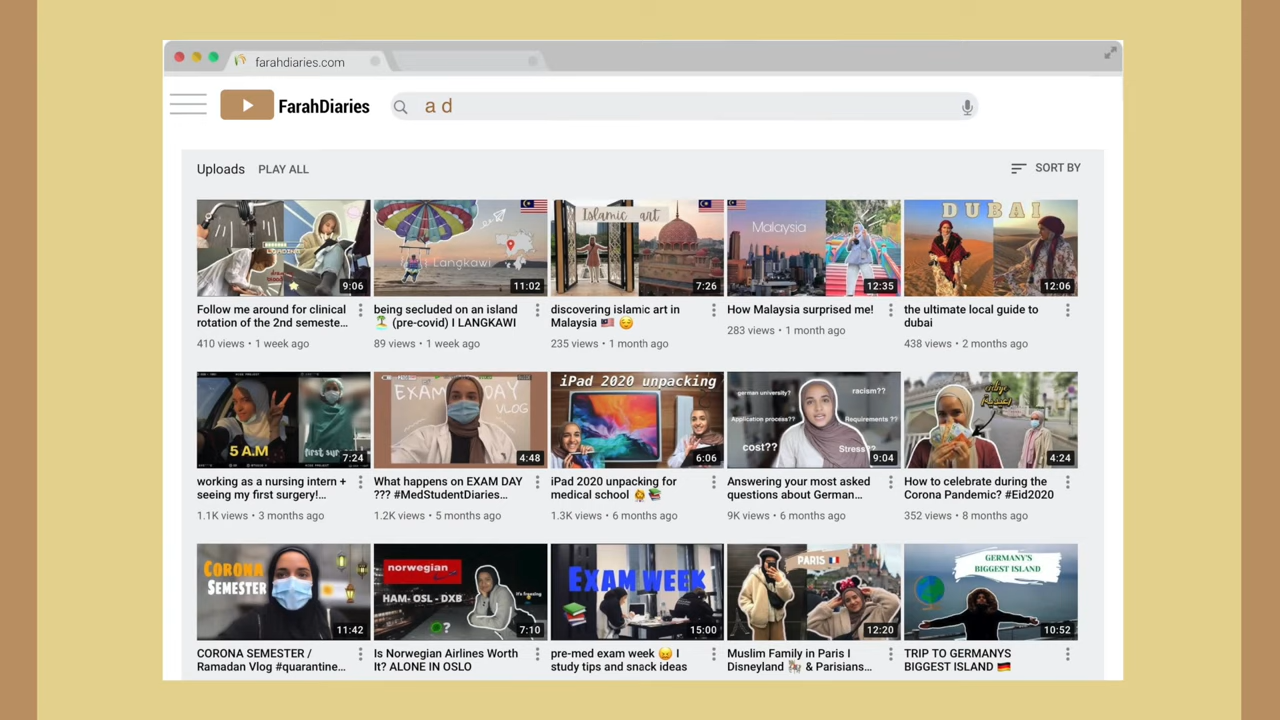 farahdiaries.com
FarahDiaries
a d
Uploads PLAY ALL
SORT BY
LOADING
9:06
Langkawi
11:02
Islamic art
7:26
Malaysia
12:35
DUBAI
12:06
Follow me around for clinical
rotation of the 2nd semeste...
410 views • 1 week ago
being secluded on an island
🏝️ (pre-covid) I LANGKAWI
89 views • 1 week ago
discovering islamic art in
Malaysia 🇲🇾 😌
235 views • 1 month ago
How Malaysia surprised me!
283 views • 1 month ago
the ultimate local guide to
dubai
438 views • 2 months ago
5 A.M
first sur
7:24
EXAM DAY
VLOG
4:48
iPad 2020 unpacking
6:06
german university??
racism??
Application process??
Requirements ??
cost??
Stress
9:04
4:24
working as a nursing intern +
seeing my first surgery!...
1.1K views • 3 months ago
What happens on EXAM DAY
??? #MedStudentDiaries...
1.2K views • 5 months ago
iPad 2020 unpacking for
medical school 👩‍🎓📚
1.3K views • 6 months ago
Answering your most asked
questions about German...
9K views • 6 months ago
How to celebrate during the
Corona Pandemic? #Eid2020
352 views • 8 months ago
CORONA
SEMESTER
11:42
norwegian
HAM- OSL - DXB
?
it's freezing
7:10
EXAM WEEK
15:00
PARIS 🇫🇷
12:20
GERMANY'S
BIGGEST ISLAND
10:52
CORONA SEMESTER /
Ramadan Vlog #quarantine...
Is Norwegian Airlines Worth
It? ALONE IN OSLO
pre-med exam week 😖 I
study tips and snack ideas
Muslim Family in Paris I
Disneyland 🎠 & Parisians...
TRIP TO GERMANYS
BIGGEST ISLAND 🇩🇪